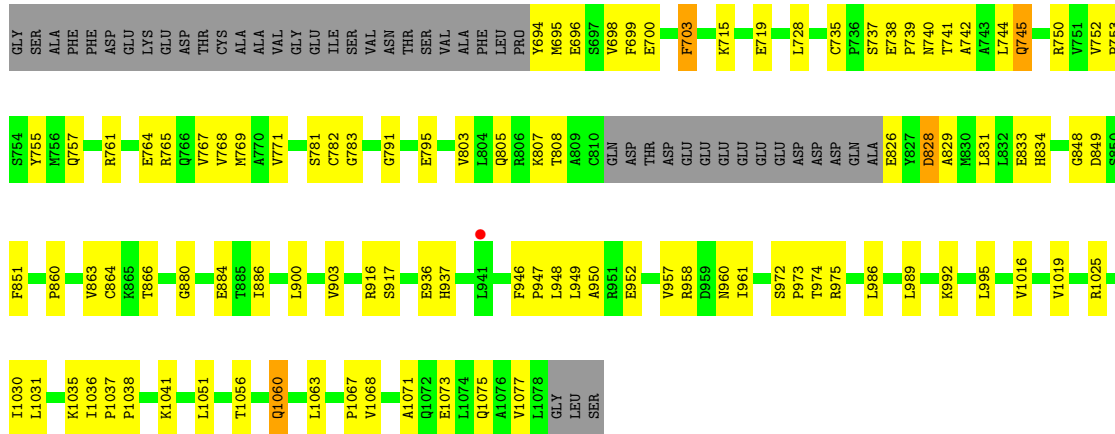 GLY SER ALA PHE PHE ASP GLU LYS GLU ASP THR CYS ALA ALA VAL GLY GLU ILE SER VAL ASN THR SER VAL ALA PHE LEU PRO Y694 M695 E696 S697 V698 F699 E700 F703 K715 E719 L728 C735 P736 S737 E738 P739 N740 T741 A742 A743 L744 Q745 R750 V751 V752 P753
S754 Y755 M756 Q757 R761 E764 R765 Q766 V767 V768 M769 A770 V771 S781 C782 G783 G791 E795 V803 L804 Q805 R806 K807 T808 A809 C810 GLN ASP THR ASP GLU GLU GLU GLU GLU GLU ASP ASP ASP GLN ALA E826 Y827 D828 A829 M830 L831 L832 E833 H834 G848 D849 S850
F851 P860 V863 C864 K865 T866 G880 E884 T885 I886 L900 V903 R916 S917 E936 H937 L941 F946 P947 L948 L949 A950 R951 E952 V957 R958 D959 N960 I961 S972 P973 T974 R975 L986 L989 K992 L995 V1016 V1019 R1025
I1030 L1031 K1035 I1036 P1037 P1038 K1041 L1051 T1056 Q1060 L1063 P1067 V1068 A1071 Q1072 E1073 L1074 Q1075 A1076 V1077 L1078 GLY LEU SER